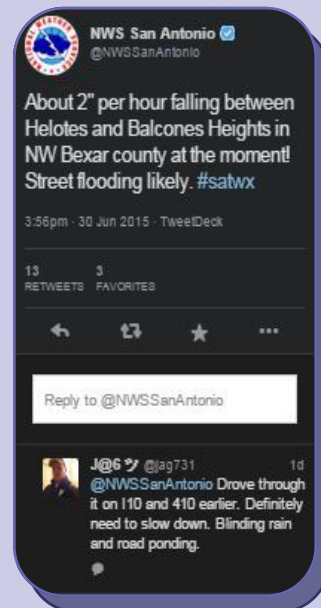 NWS San Antonio
@NWSSanAntonio
About 2" per hour falling between
Helotes and Balcones Heights in
NW Bexar county at the moment!
Street flooding likely. #satwx
3:56pm · 30 Jun 2015 · TweetDeck
13 3
RETWEETS FAVORITES
Reply to @NWSSanAntonio
J@6 ツ @jag731 1d
@NWSSanAntonio Drove through
it on I10 and 410 earlier. Definitely
need to slow down. Blinding rain
and road ponding.